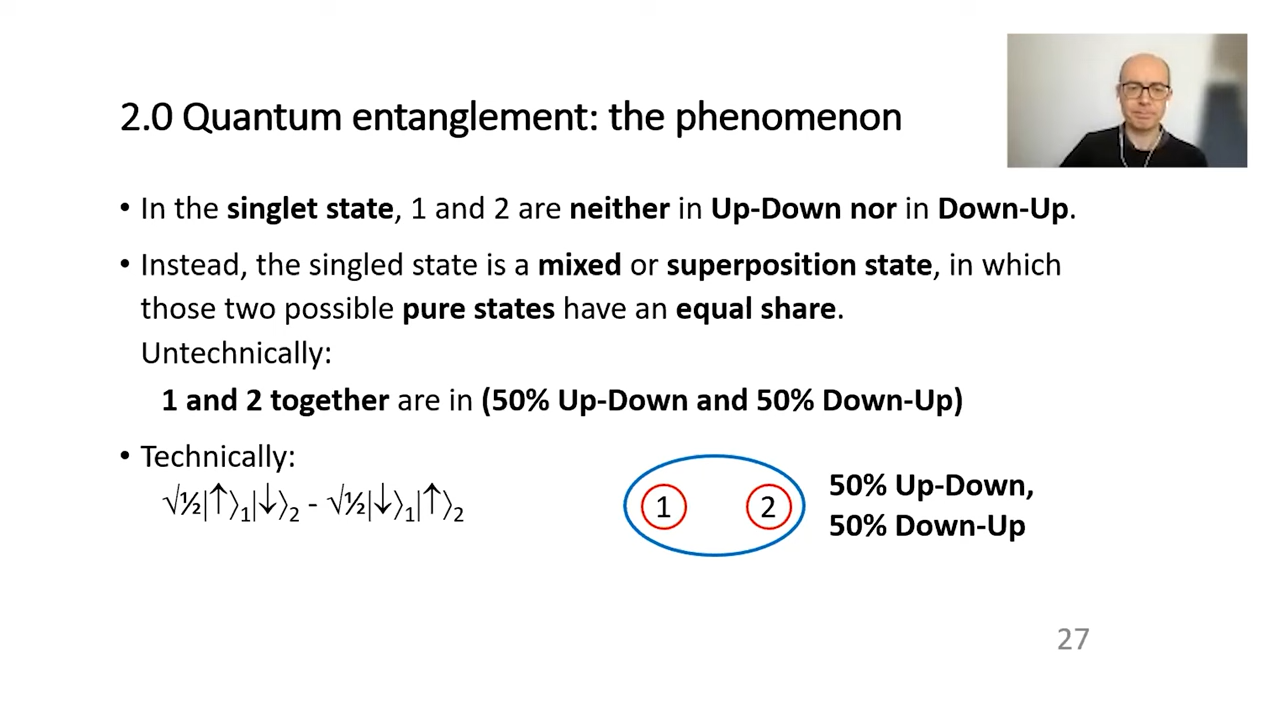 2.0 Quantum entanglement: the phenomenon
• In the singlet state, 1 and 2 are neither in Up-Down nor in Down-Up.
• Instead, the singled state is a mixed or superposition state, in which
those two possible pure states have an equal share.
Untechnically:
1 and 2 together are in (50% Up-Down and 50% Down-Up)
• Technically:
√½|↑⟩₁|↓⟩₂ - √½|↓⟩₁|↑⟩₂
1 2
50% Up-Down,
50% Down-Up
27